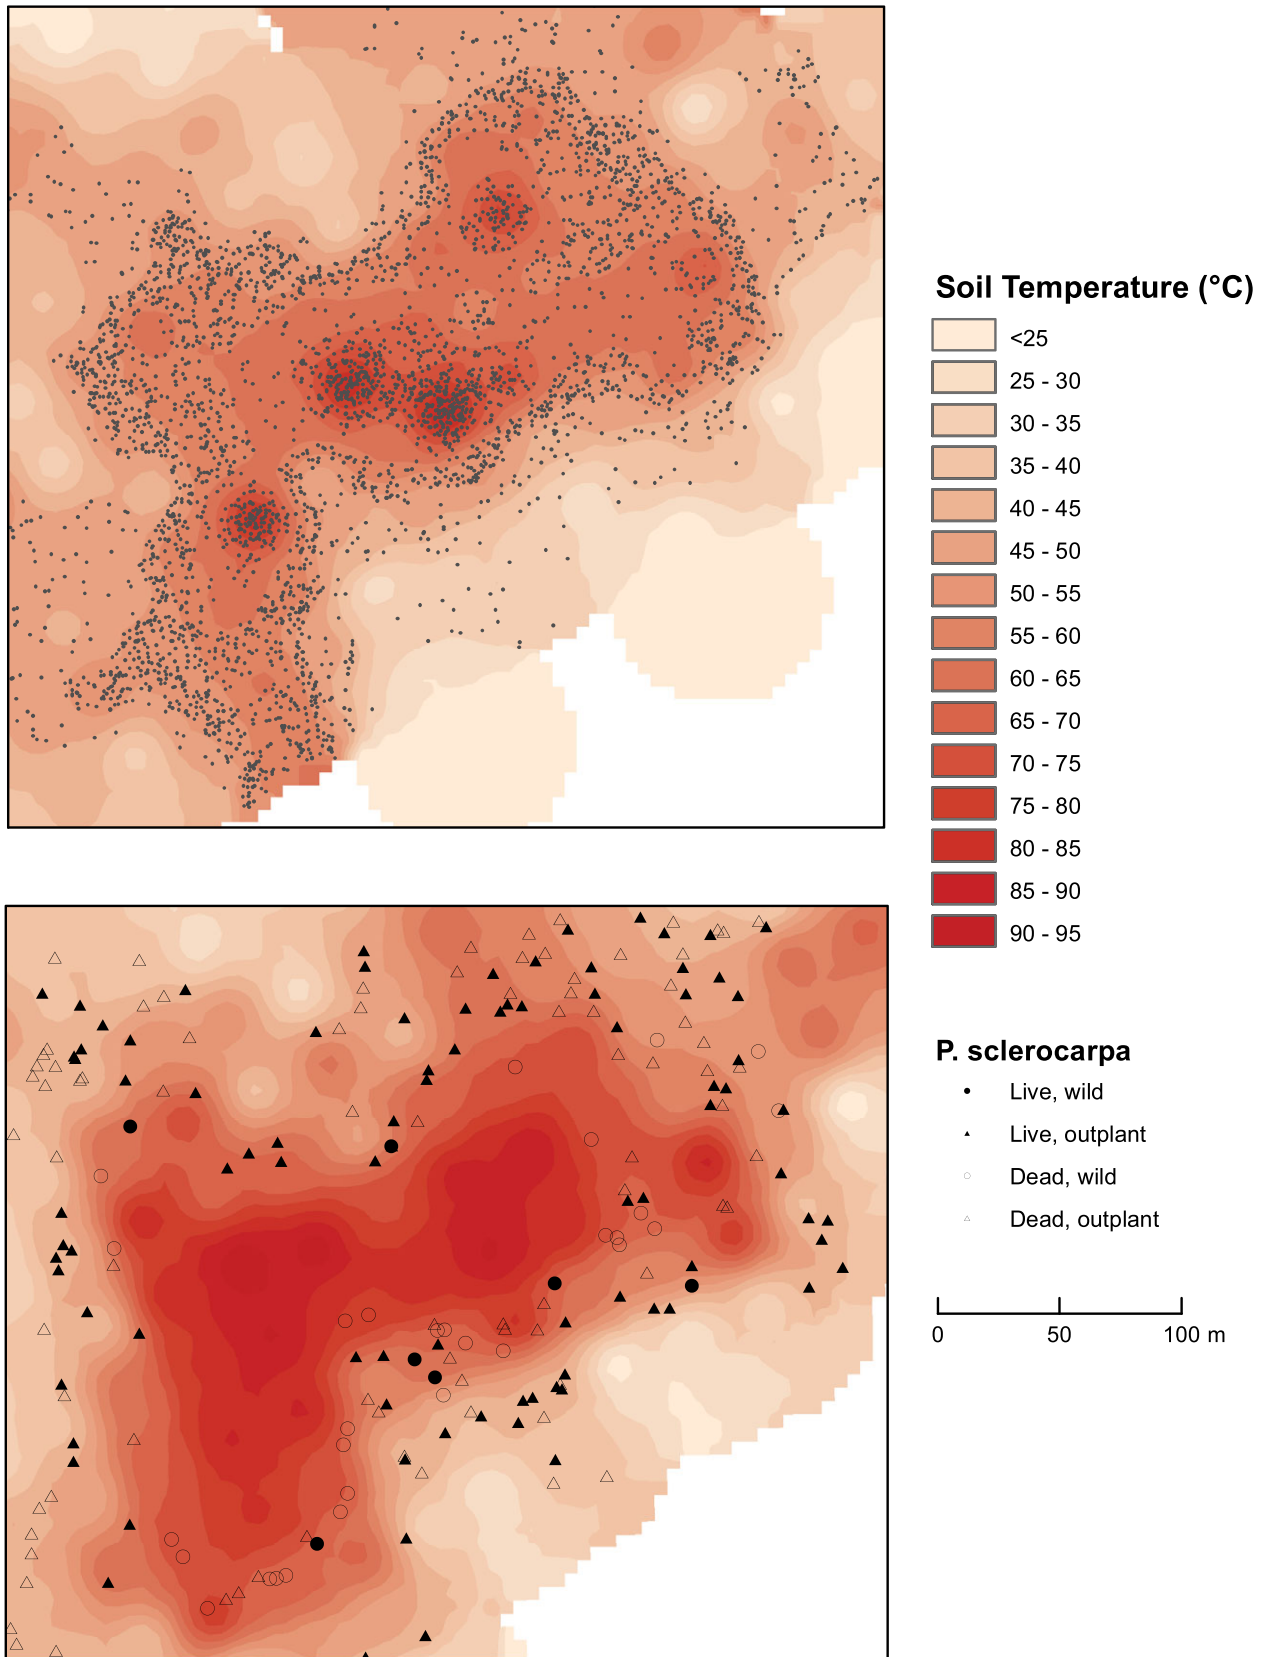 Soil Temperature (°C)
<25
25 - 30
30 - 35
35 - 40
40 - 45
45 - 50
50 - 55
55 - 60
60 - 65
65 - 70
70 - 75
75 - 80
80 - 85
85 - 90
90 - 95
P. sclerocarpa
Live, wild
Live, outplant
Dead, wild
Dead, outplant
0 50 100 m